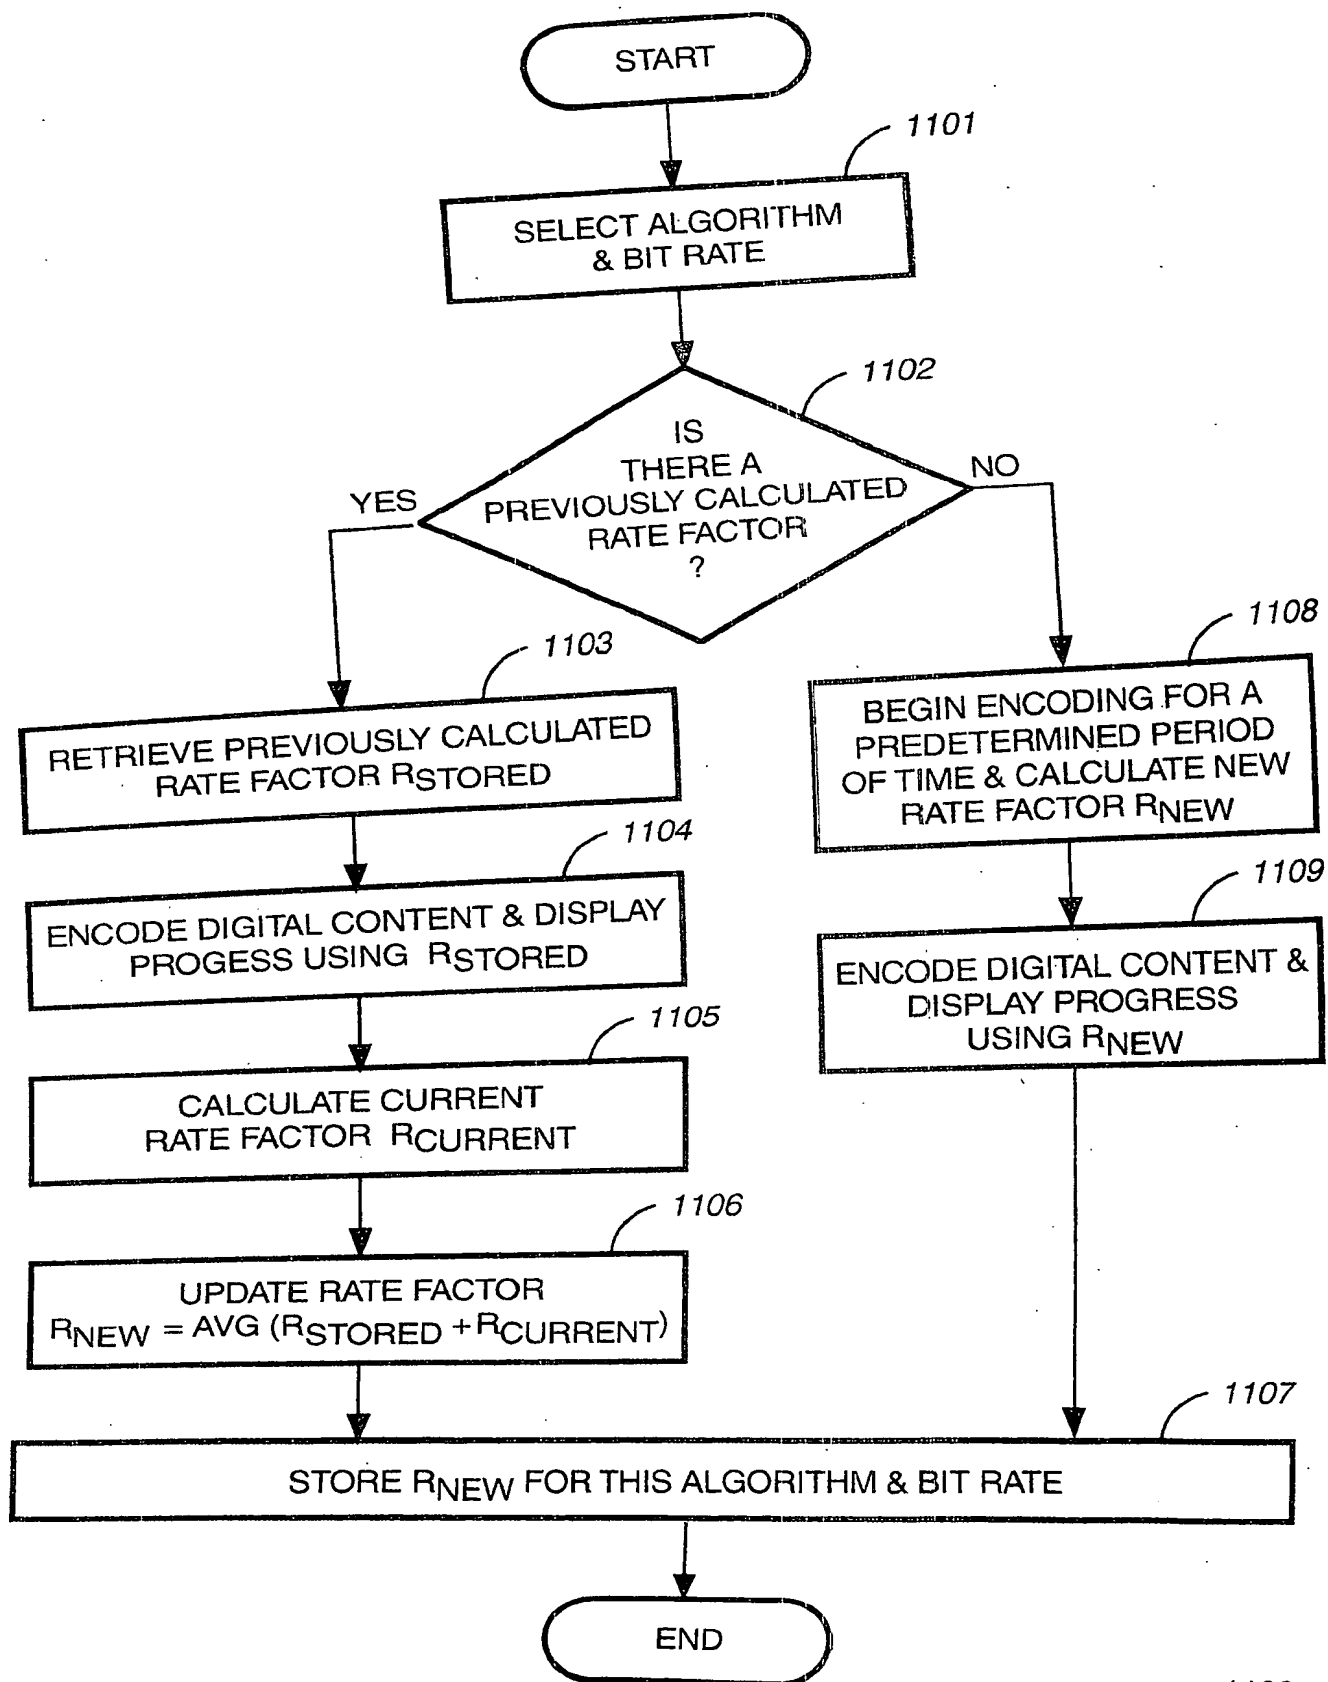 START
1101
SELECT ALGORITHM
& BIT RATE
1102
IS
THERE A
PREVIOUSLY CALCULATED
RATE FACTOR
?
YES
NO
1103
RETRIEVE PREVIOUSLY CALCULATED
RATE FACTOR RSTORED
1104
ENCODE DIGITAL CONTENT & DISPLAY
PROGESS USING RSTORED
1105
CALCULATE CURRENT
RATE FACTOR RCURRENT
1106
UPDATE RATE FACTOR
RNEW = AVG (RSTORED +RCURRENT)
1108
BEGIN ENCODING FOR A
PREDETERMINED PERIOD
OF TIME & CALCULATE NEW
RATE FACTOR RNEW
1109
ENCODE DIGITAL CONTENT &
DISPLAY PROGRESS
USING RNEW
1107
STORE RNEW FOR THIS ALGORITHM & BIT RATE
END